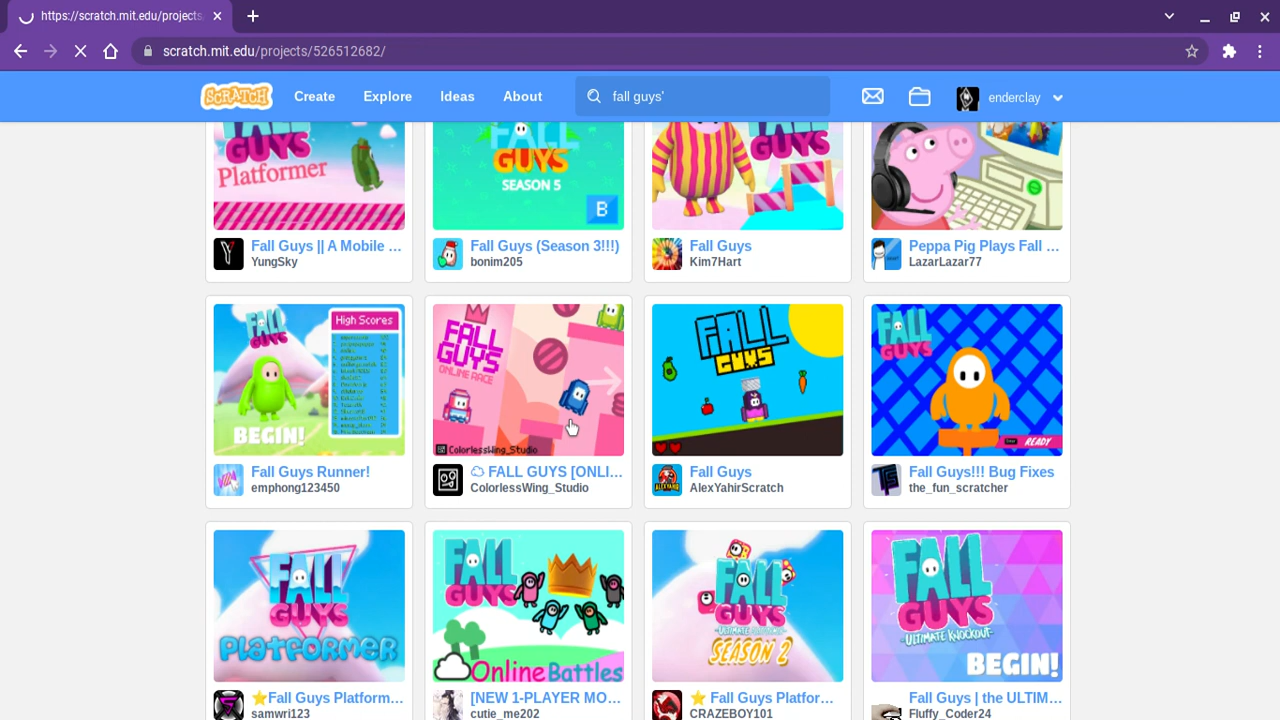 https://scratch.mit.edu/projects
scratch.mit.edu/projects/526512682/
SCRATCH Create Explore Ideas About fall guys' enderclay
GUYS
Platformer
FALL
GUYS
SEASON 5
B
GUYS
Fall Guys || A Mobile ...
YungSky
Fall Guys (Season 3!!!)
bonim205
Fall Guys
Kim7Hart
Peppa Pig Plays Fall ...
LazarLazar77
FALL
GUYS
High Scores
BEGIN!
FALL
GUYS
ONLINE RACE
ColorlessWing_Studio
FALL
GUYS
FALL
GUYS
READY
Fall Guys Runner!
emphong123450
FALL GUYS [ONLI...
ColorlessWing_Studio
Fall Guys
AlexYahirScratch
Fall Guys!!! Bug Fixes
the_fun_scratcher
FALL
GUYS
PLATFORMER
FALL
GUYS
Online Battles
FALL
GUYS
SEASON 2
FALL
GUYS
ULTIMATE KNOCKOUT
BEGIN!
⭐Fall Guys Platform...
samwri123
[NEW 1-PLAYER MO...
cutie_me202
⭐ Fall Guys Platfor...
CRAZEBOY101
Fall Guys | the ULTIM...
Fluffy_Coder24